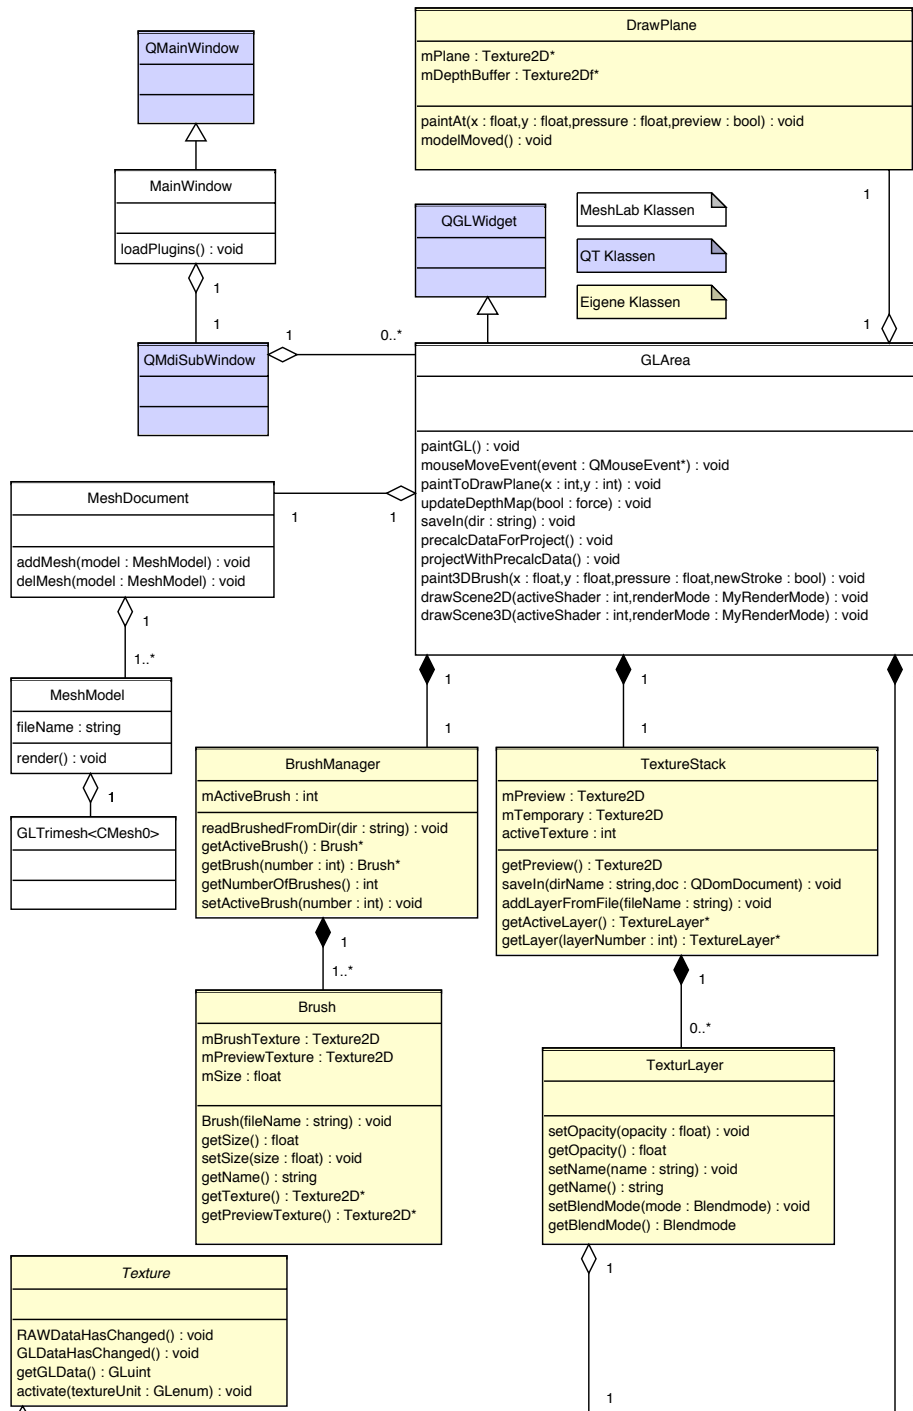 DrawPlane
mPlane : Texture2D*
mDepthBuffer : Texture2Df*
paintAt(x : float,y : float,pressure : float,preview : bool) : void
modelMoved() : void
QMainWindow
MainWindow
loadPlugins() : void
1
1
QMdiSubWindow
1
0..*
QGLWidget
MeshLab Klassen
QT Klassen
Eigene Klassen
1
1
GLArea
paintGL() : void
mouseMoveEvent(event : QMouseEvent*) : void
paintToDrawPlane(x : int,y : int) : void
updateDepthMap(bool : force) : void
saveIn(dir : string) : void
precalcDataForProject() : void
projectWithPrecalcData() : void
paint3DBrush(x : float,y : float,pressure : float,newStroke : bool) : void
drawScene2D(activeShader : int,renderMode : MyRenderMode) : void
drawScene3D(activeShader : int,renderMode : MyRenderMode) : void
MeshDocument
addMesh(model : MeshModel) : void
delMesh(model : MeshModel) : void
1
1
1
1..*
MeshModel
fileName : string
render() : void
1
GLTrimesh<CMesh0>
1
1
1
1
BrushManager
mActiveBrush : int
readBrushedFromDir(dir : string) : void
getActiveBrush() : Brush*
getBrush(number : int) : Brush*
getNumberOfBrushes() : int
setActiveBrush(number : int) : void
1
1..*
TextureStack
mPreview : Texture2D
mTemporary : Texture2D
activeTexture : int
getPreview() : Texture2D
saveIn(dirName : string,doc : QDomDocument) : void
addLayerFromFile(fileName : string) : void
getActiveLayer() : TextureLayer*
getLayer(layerNumber : int) : TextureLayer*
1
0..*
Brush
mBrushTexture : Texture2D
mPreviewTexture : Texture2D
mSize : float
Brush(fileName : string) : void
getSize() : float
setSize(size : float) : void
getName() : string
getTexture() : Texture2D*
getPreviewTexture() : Texture2D*
TexturLayer
setOpacity(opacity : float) : void
getOpacity() : float
setName(name : string) : void
getName() : string
setBlendMode(mode : Blendmode) : void
getBlendMode() : Blendmode
1
1
Texture
RAWDataHasChanged() : void
GLDataHasChanged() : void
getGLData() : GLuint
activate(textureUnit : GLenum) : void